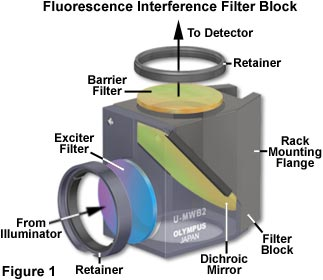 Fluorescence Interference Filter Block
To Detector
Retainer
Barrier
Filter
Exciter
Filter
Rack
Mounting
Flange
U-MWB2
OLYMPUS
JAPAN
From
Illuminator
Figure 1
Retainer
Dichroic
Mirror
Filter
Block